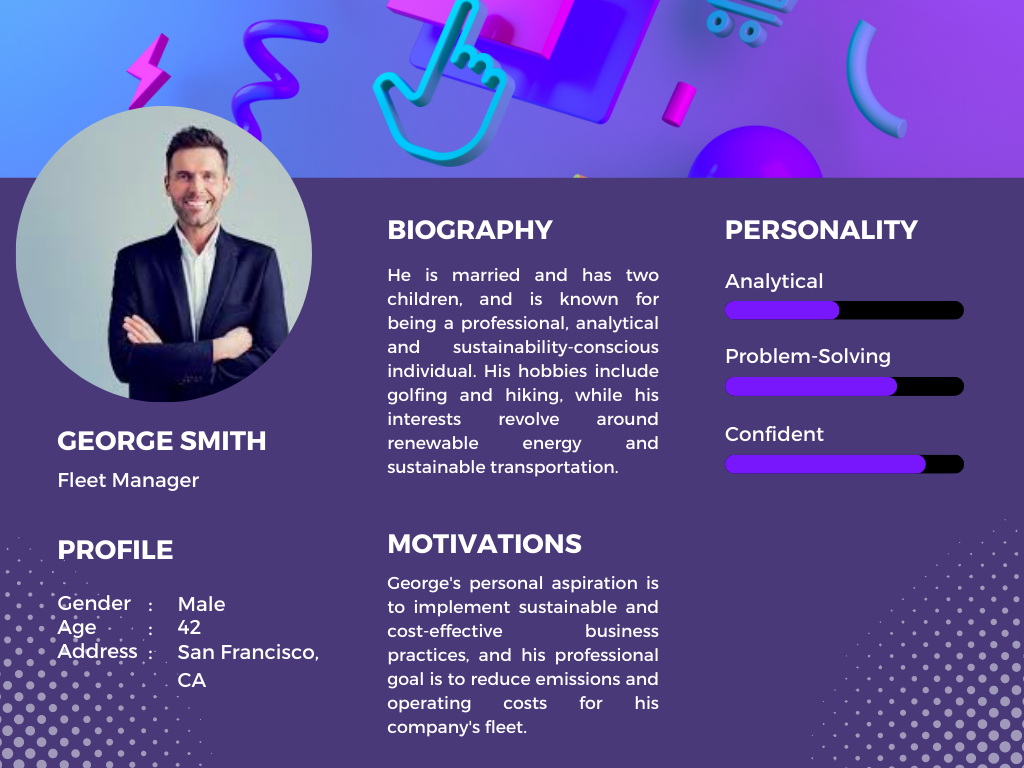 GEORGE SMITH
Fleet Manager
PROFILE
Gender : Male
Age : 42
Address : San Francisco,
CA
BIOGRAPHY
He is married and has two
children, and is known for
being a professional, analytical
and sustainability-conscious
individual. His hobbies include
golfing and hiking, while his
interests revolve around
renewable energy and
sustainable transportation.
MOTIVATIONS
George's personal aspiration is
to implement sustainable and
cost-effective business
practices, and his professional
goal is to reduce emissions and
operating costs for his
company's fleet.
PERSONALITY
Analytical
Problem-Solving
Confident